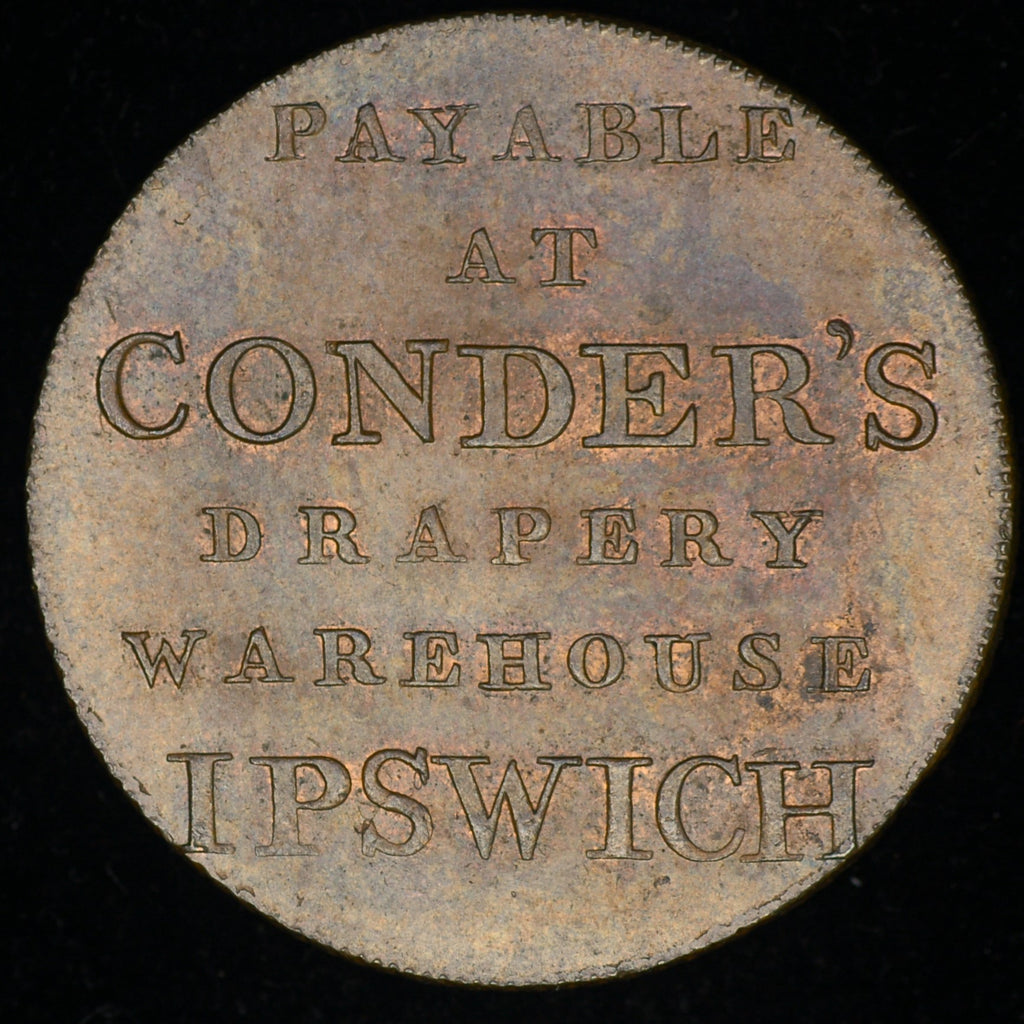 PAYABLE
AT
CONDER'S
DRAPERY
WAREHOUSE
IPSWICH